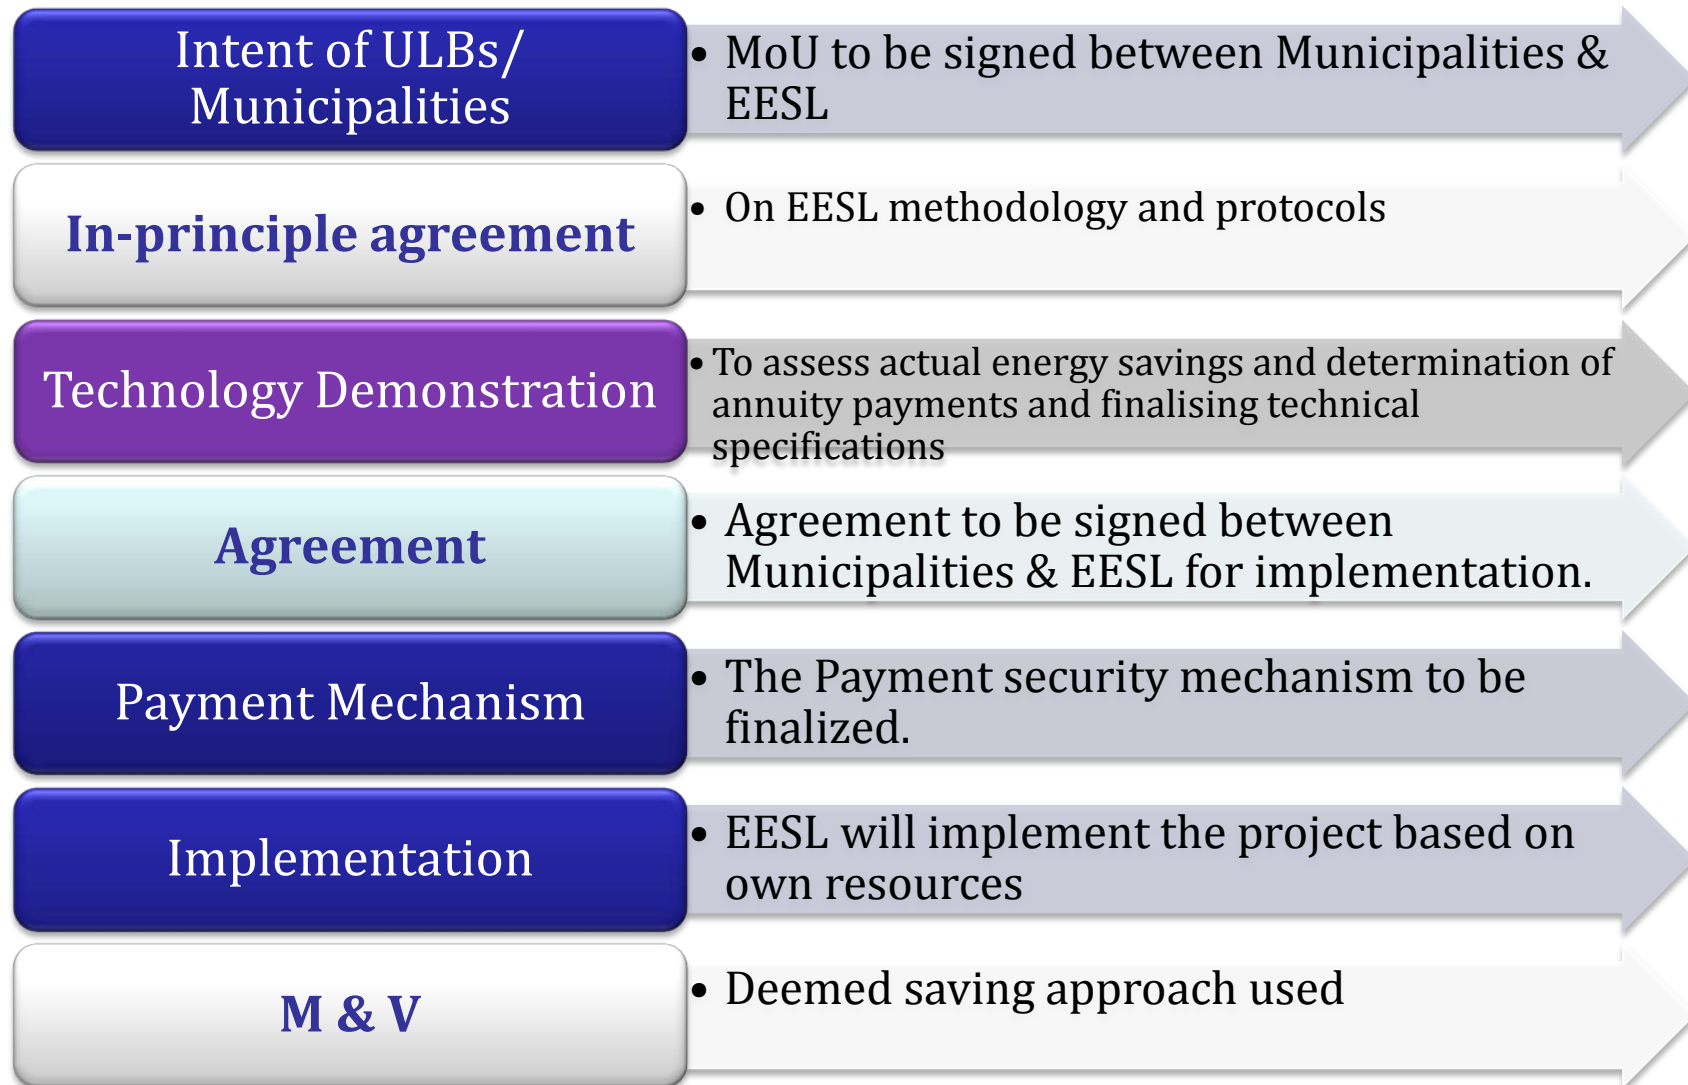 Intent of ULBs/
Municipalities
• MoU to be signed between Municipalities &
EESL
In-principle agreement
• On EESL methodology and protocols
Technology Demonstration
• To assess actual energy savings and determination of
annuity payments and finalising technical
specifications
Agreement
• Agreement to be signed between
Municipalities & EESL for implementation.
Payment Mechanism
• The Payment security mechanism to be
finalized.
Implementation
• EESL will implement the project based on
own resources
M & V
• Deemed saving approach used